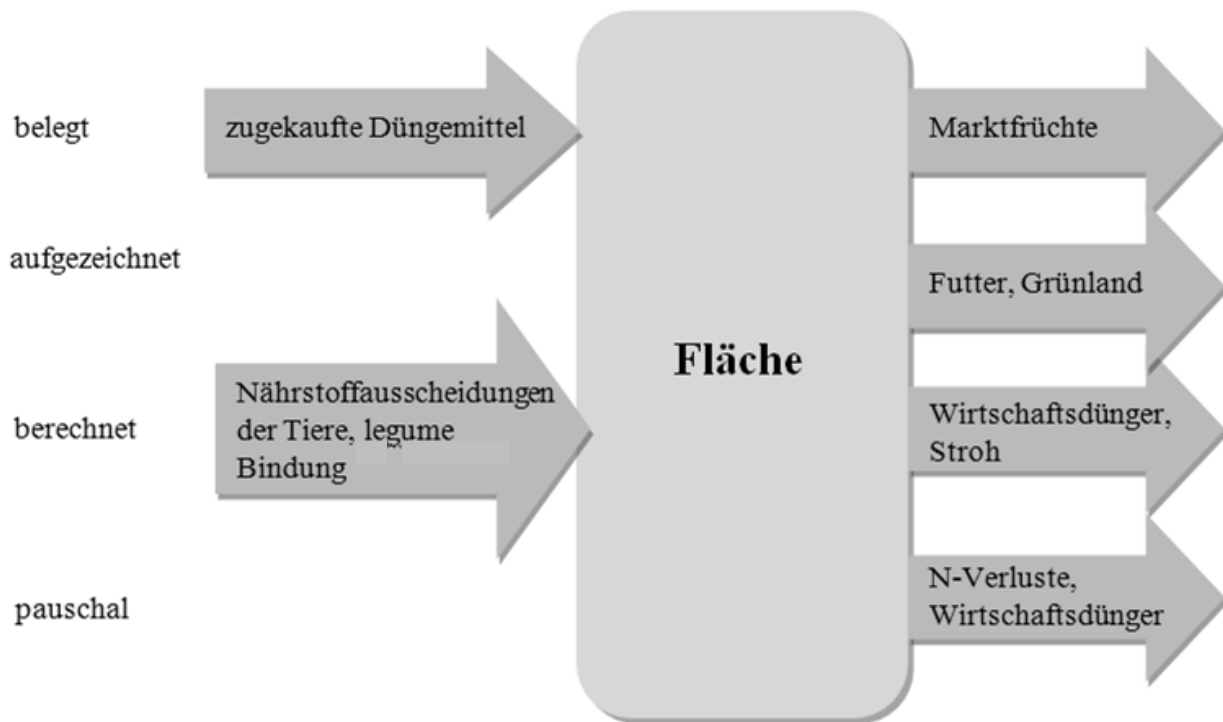 belegt
zugekaufte Düngemittel
Marktfrüchte
aufgezeichnet
Futter, Grünland
Fläche
berechnet
Nährstoffausscheidungen
der Tiere, legume
Bindung
Wirtschaftsdünger,
Stroh
pauschal
N-Verluste,
Wirtschaftsdünger